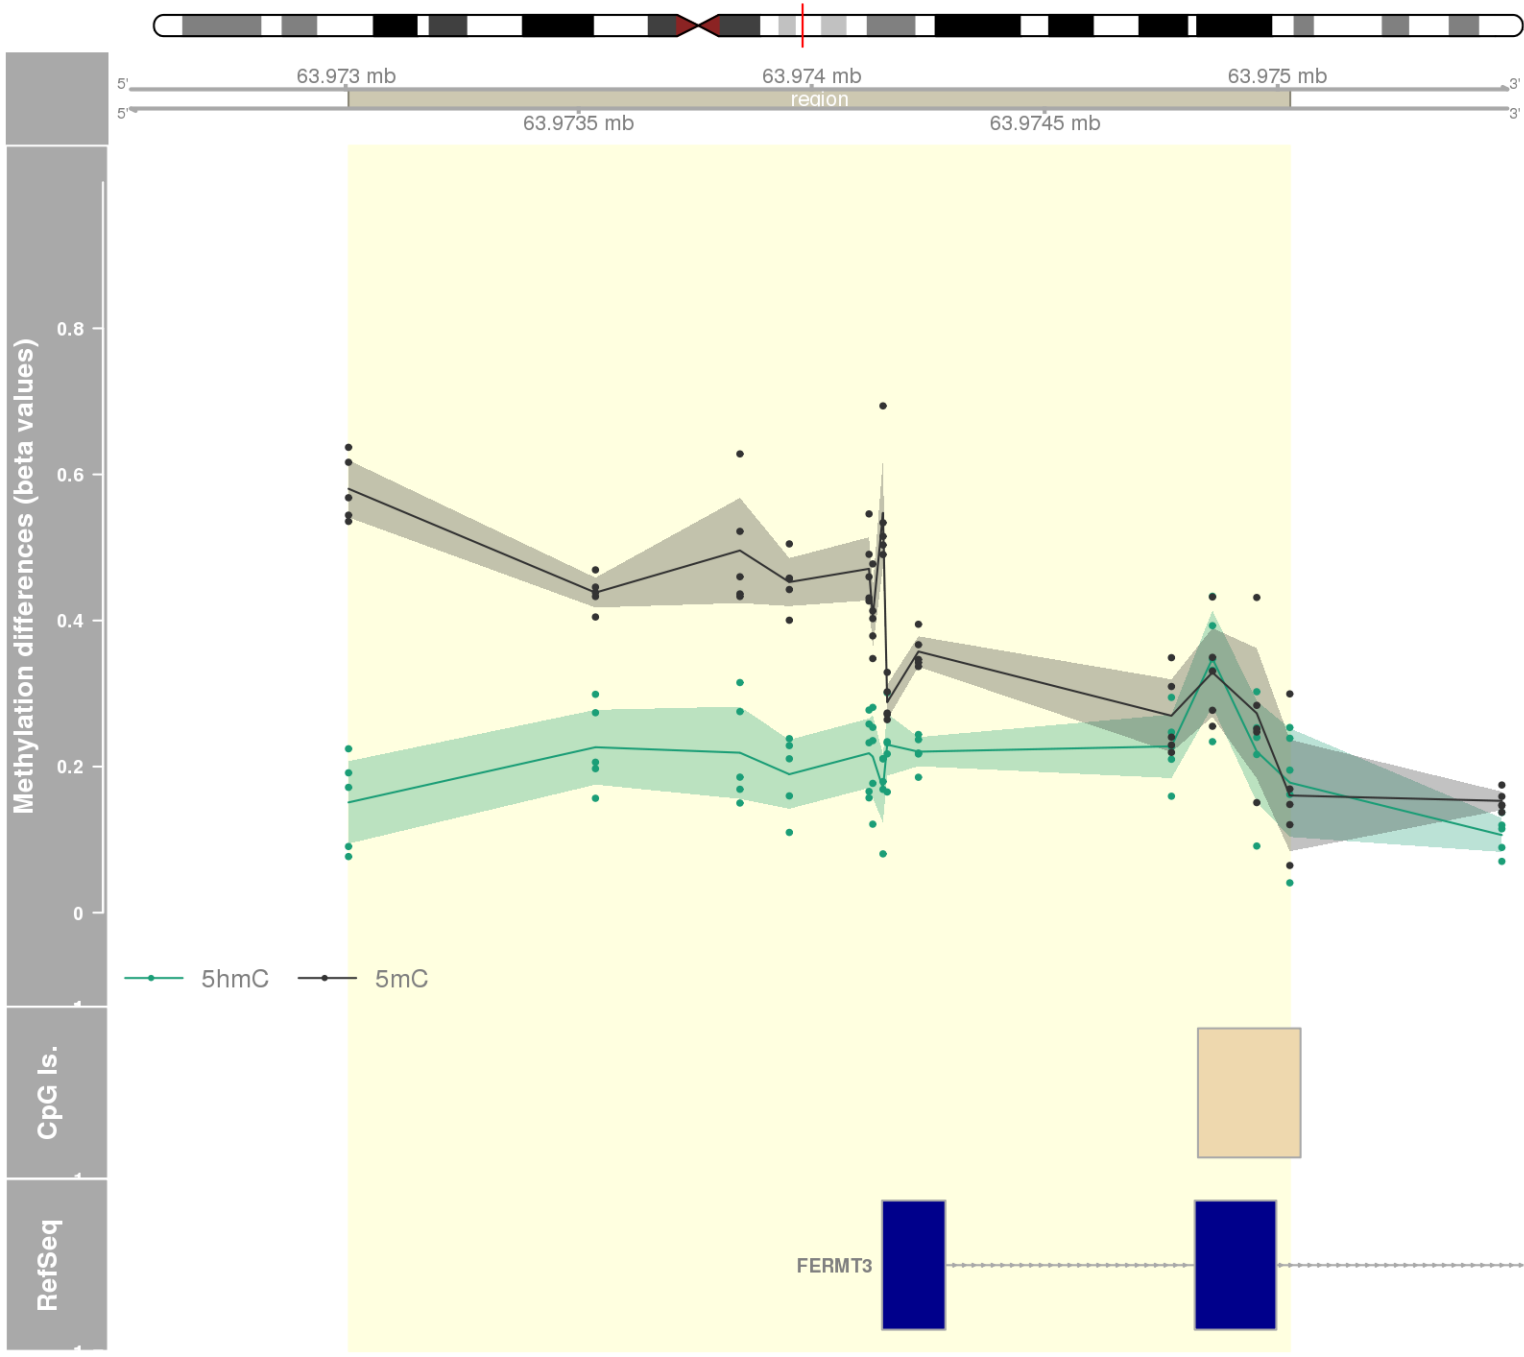 63.973 mb 63.974 mb 63.975 mb
5' 3'
region
5' 3'
63.9735 mb 63.9745 mb
Methylation differences (beta values)
0.8
0.6
0.4
0.2
0
5hmC 5mC
CpG Is.
FERMT3
RefSeq